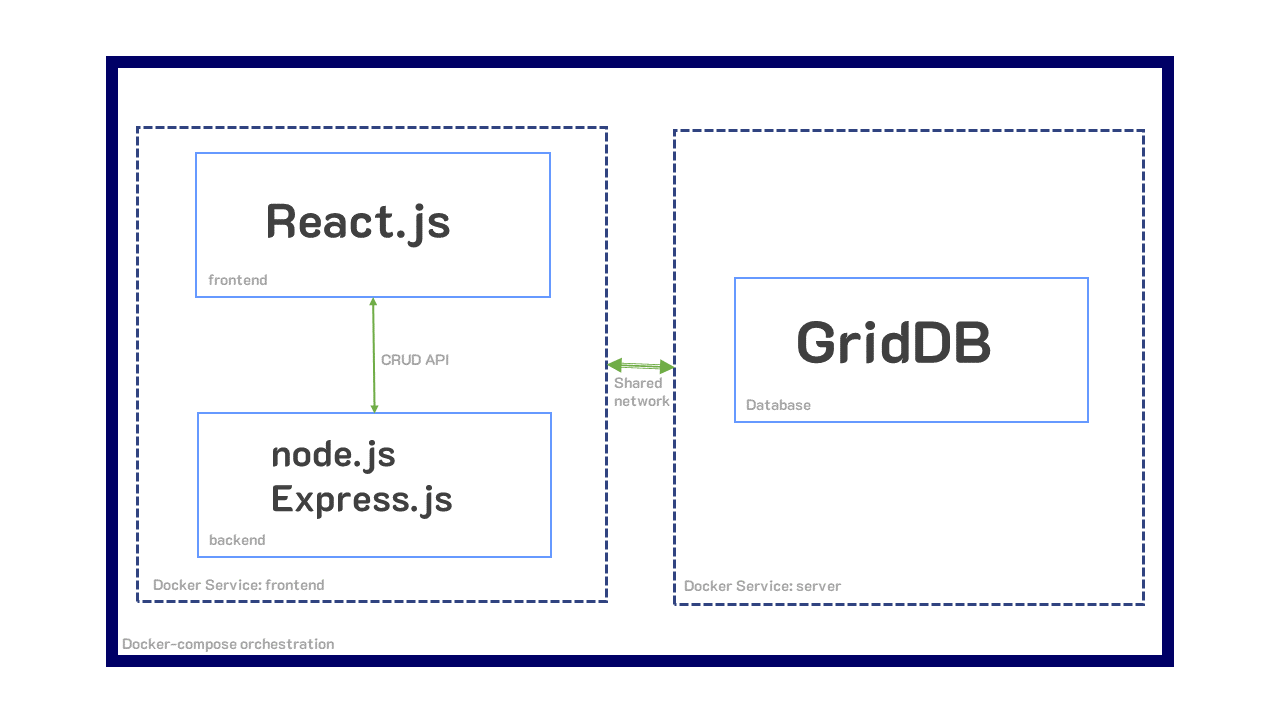 React.js
frontend
CRUD API
node.js
Express.js
backend
Docker Service: frontend
Shared
network
GridDB
Database
Docker Service: server
Docker-compose orchestration